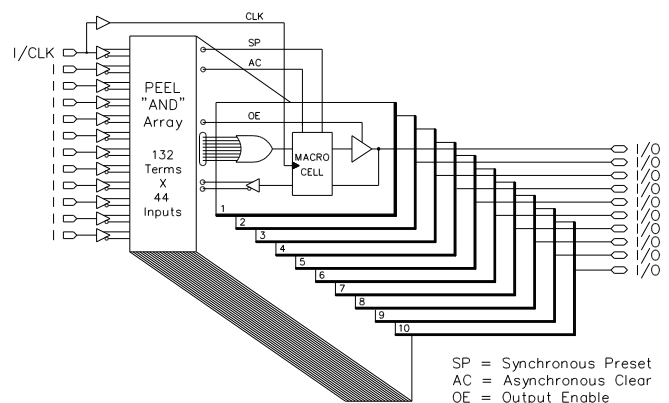 CLK
I/CLK
SP
I
AC
I
I
I
I
I
I
I
I
I
I
I
PEEL
"AND"
Array
132
Terms
X
44
Inputs
OE
MACRO
CELL
1
2
3
4
5
6
7
8
9
10
I/O
I/O
I/O
I/O
I/O
I/O
I/O
I/O
I/O
I/O
SP = Synchronous Preset
AC = Asynchronous Clear
OE = Output Enable